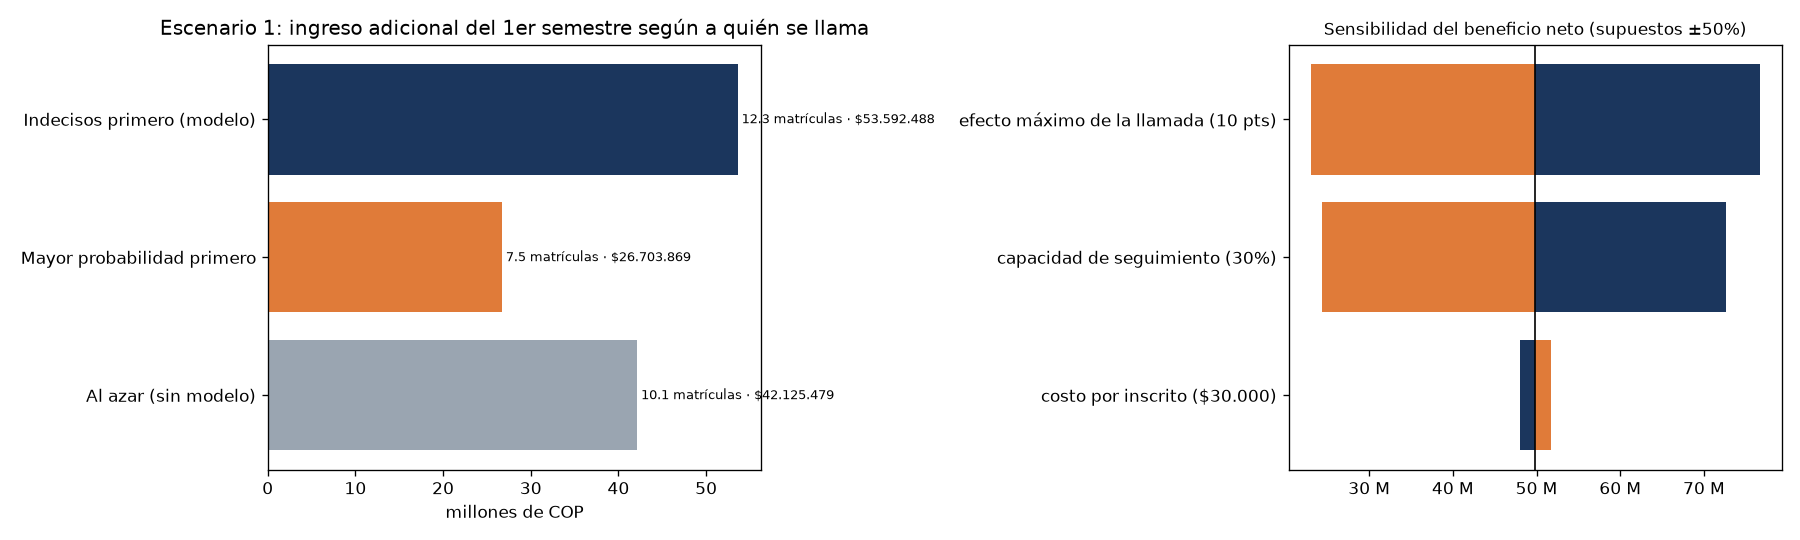 Escenario 1: ingreso adicional del 1er semestre según a quién se llama
Indecisos primero (modelo)
12.3 matrículas · $53.592.488
Mayor probabilidad primero
7.5 matrículas · $26.703.869
Al azar (sin modelo)
10.1 matrículas · $42.125.479
0 10 20 30 40 50
millones de COP
Sensibilidad del beneficio neto (supuestos ±50%)
efecto máximo de la llamada (10 pts)
capacidad de seguimiento (30%)
costo por inscrito ($30.000)
30 M 40 M 50 M 60 M 70 M